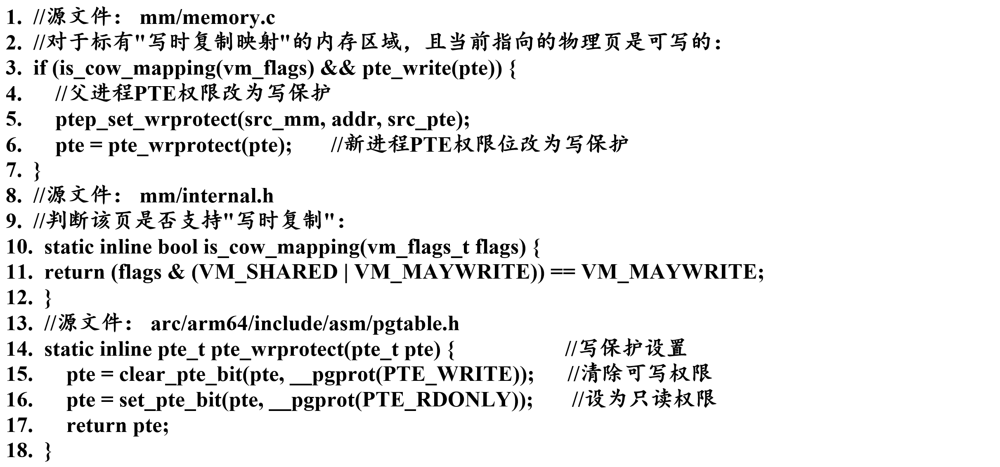 1. //源文件： mm/memory.c
2. //对于标有"写时复制映射"的内存区域，且当前指向的物理页是可写的：
3. if (is_cow_mapping(vm_flags) && pte_write(pte)) {
4. //父进程PTE权限改为写保护
5. ptep_set_wrprotect(src_mm, addr, src_pte);
6. pte = pte_wrprotect(pte); //新进程PTE权限位改为写保护
7. }
8. //源文件： mm/internal.h
9. //判断该页是否支持"写时复制"：
10. static inline bool is_cow_mapping(vm_flags_t flags) {
11. return (flags & (VM_SHARED | VM_MAYWRITE)) == VM_MAYWRITE;
12. }
13. //源文件： arc/arm64/include/asm/pgtable.h
14. static inline pte_t pte_wrprotect(pte_t pte) { //写保护设置
15. pte = clear_pte_bit(pte, __pgprot(PTE_WRITE)); //清除可写权限
16. pte = set_pte_bit(pte, __pgprot(PTE_RDONLY)); //设为只读权限
17. return pte;
18. }